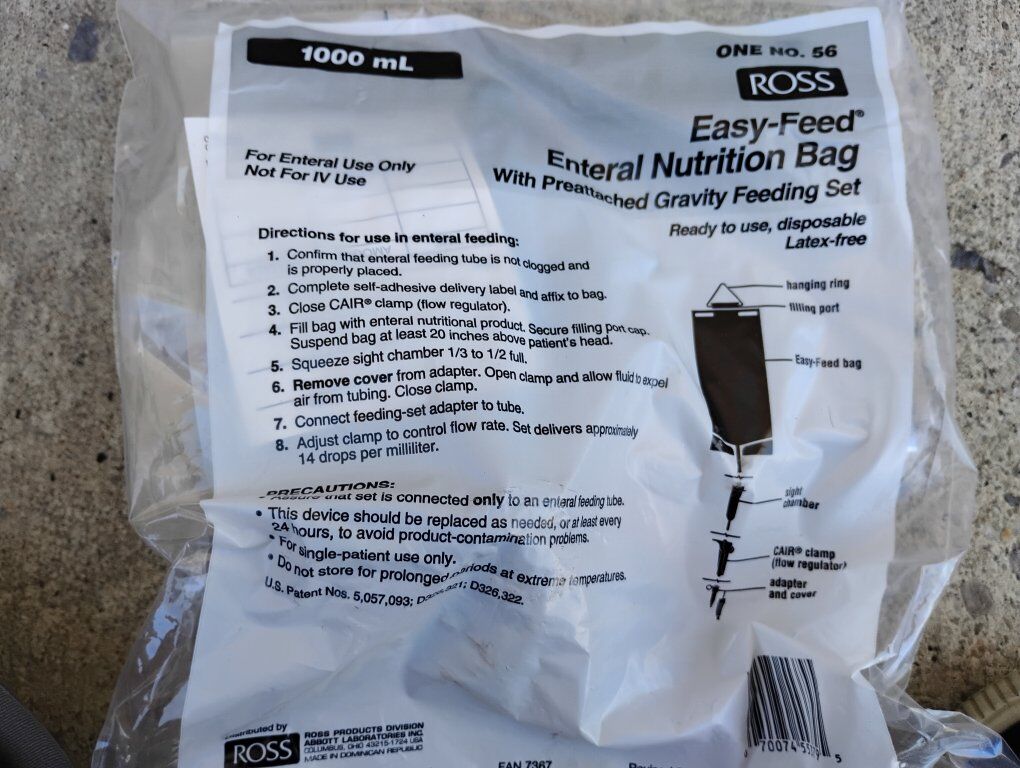 1000 mL
ONE NO. 56
ROSS
Easy-Feed®
Enteral Nutrition Bag
With Preattached Gravity Feeding Set
Ready to use, disposable
Latex-free
For Enteral Use Only
Not For IV Use
Directions for use in enteral feeding:
1. Confirm that enteral feeding tube is not clogged and
is properly placed.
2. Complete self-adhesive delivery label and affix to bag.
3. Close CAIR® clamp (flow regulator).
4. Fill bag with enteral nutritional product. Secure filling port cap.
Suspend bag at least 20 inches above patient's head.
5. Squeeze sight chamber 1/3 to 1/2 full.
6. Remove cover from adapter. Open clamp and allow fluid to expel
air from tubing. Close clamp.
7. Connect feeding-set adapter to tube.
8. Adjust clamp to control flow rate. Set delivers approximately
14 drops per milliliter.
hanging ring
filling port
Easy-Feed bag
sight
chamber
CAIR® clamp
(flow regulator)
adapter
and cover
PRECAUTIONS:
• Assure that set is connected only to an enteral feeding tube.
• This device should be replaced as needed, or at least every
24 hours, to avoid product-contamination problems.
• For single-patient use only.
• Do not store for prolonged periods at extreme temperatures.
U.S. Patent Nos. 5,057,093; D326,322.
Distributed by
ROSS
ROSS PRODUCTS DIVISION
ABBOTT LABORATORIES INC.
COLUMBUS, OHIO 43215-1724 USA
MADE IN DOMINICAN REPUBLIC
FAN 7367
0 70074 5